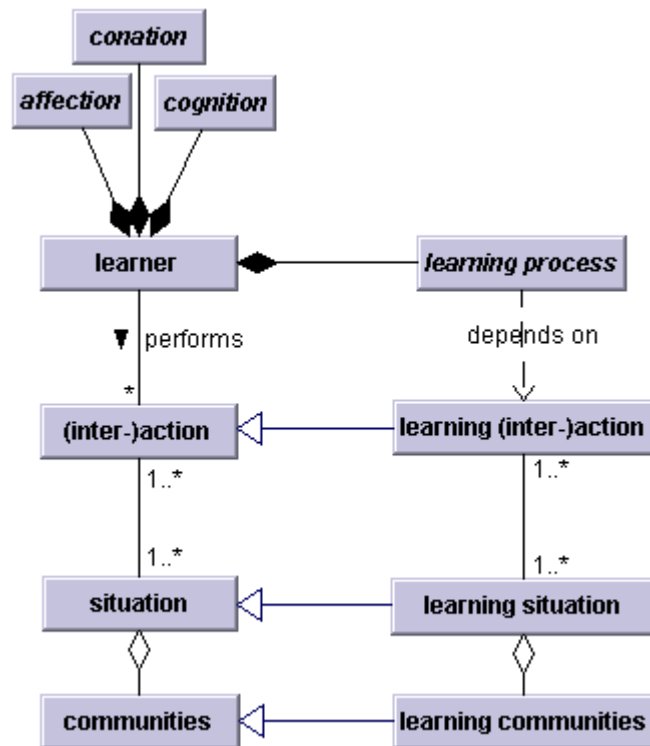 conation
affection
cognition
learner
learning process
performs
depends on
*
(inter-)action
learning (inter-)action
1..*
1..*
1..*
1..*
situation
learning situation
communities
learning communities